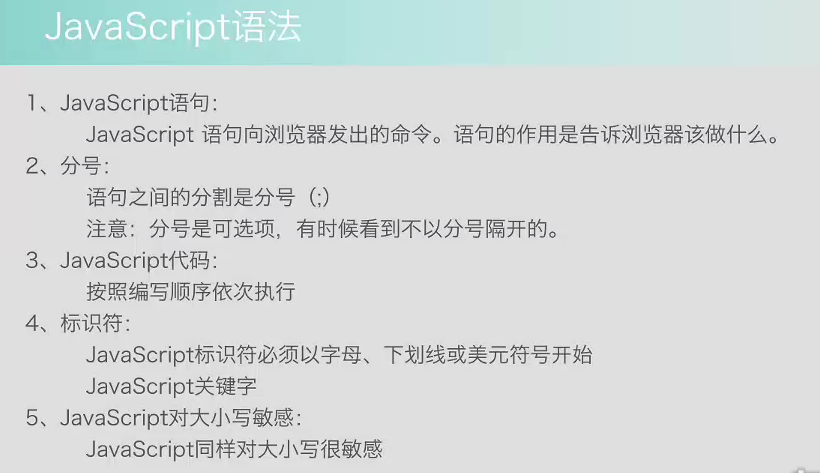 JavaScript语法
1、JavaScript语句：
JavaScript 语句向浏览器发出的命令。语句的作用是告诉浏览器该做什么。
2、分号：
语句之间的分割是分号（;）
注意：分号是可选项，有时候看到不以分号隔开的。
3、JavaScript代码：
按照编写顺序依次执行
4、标识符：
JavaScript标识符必须以字母、下划线或美元符号开始
JavaScript关键字
5、JavaScript对大小写敏感：
JavaScript同样对大小写很敏感